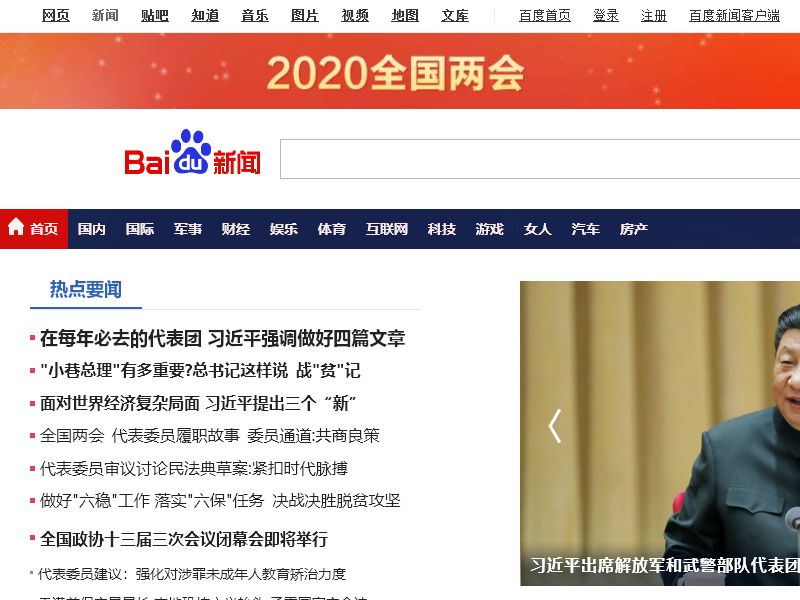 网页 新闻 贴吧 知道 音乐 图片 视频 地图 文库 百度首页 登录 注册 百度新闻客户端
2020全国两会
Bai du 新闻
首页 国内 国际 军事 财经 娱乐 体育 互联网 科技 游戏 女人 汽车 房产
热点要闻
在每年必去的代表团 习近平强调做好四篇文章
"小巷总理"有多重要?总书记这样说 战"贫"记
面对世界经济复杂局面 习近平提出三个“新”
全国两会 代表委员履职故事 委员通道:共商良策
代表委员审议讨论民法典草案:紧扣时代脉搏
做好"六稳"工作 落实"六保"任务 决战决胜脱贫攻坚
全国政协十三届三次会议闭幕会即将举行
代表委员建议：强化对涉罪未成年人教育矫治力度
习近平出席解放军和武警部队代表团